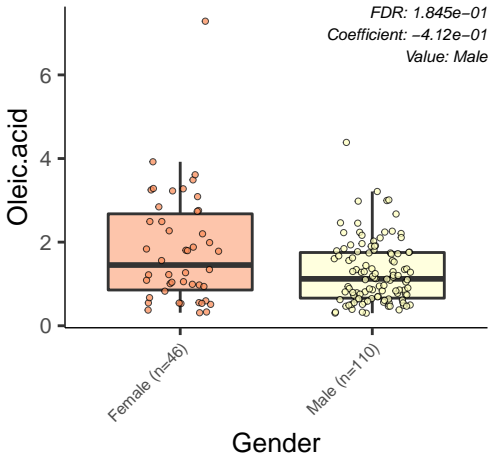 FDR: 1.845e−01
Coefficient: −4.12e−01
Value: Male
Oleic.acid
6
4
2
0
Female (n=46)
Male (n=110)
Gender